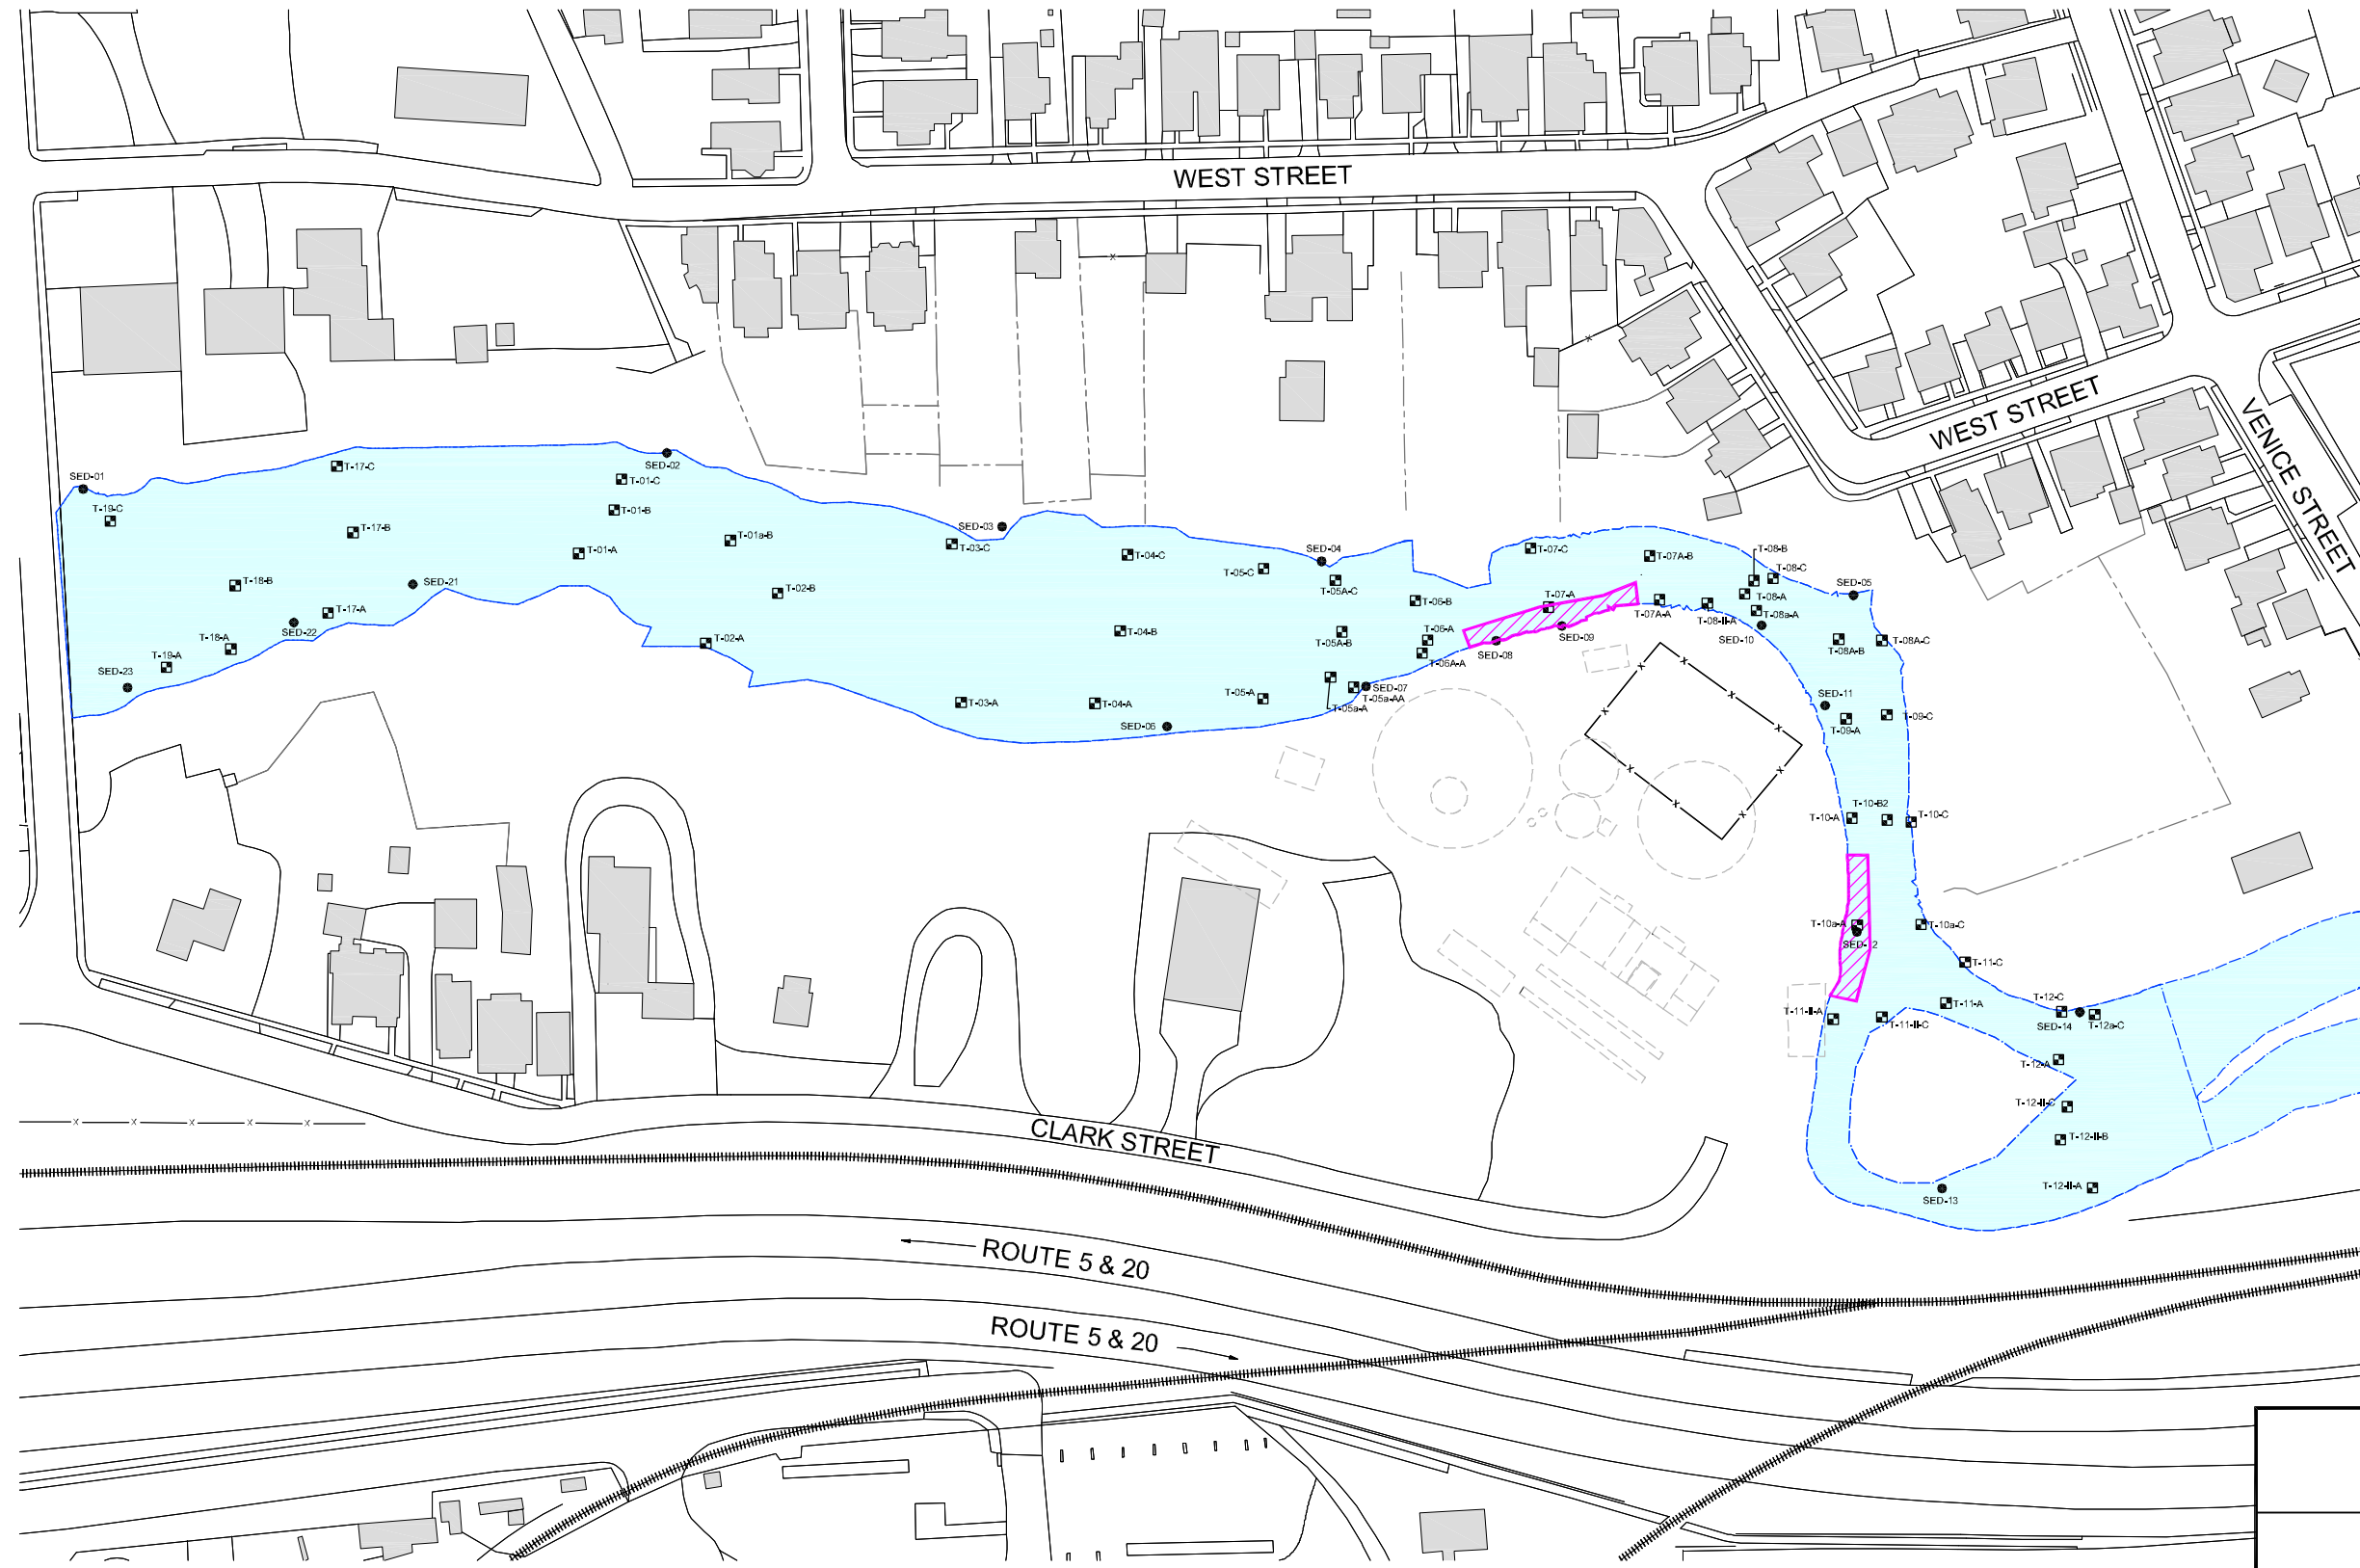 WEST STREET
WEST STREET
VENICE STREET
SED-01
SED-02
T-17-C
T-01-C
T-19-C
T-01-B
T-17-B
SED-03
T-01a-B
T-03-C
T-01-A
T-04-C
SED-04
T-07-C
T-07A-B
T-08-B
T-05-C
T-08-C
T-18-B
SED-21
T-02-B
T-05A-C
SED-05
T-06-B
T-07-A
T-08-A
T-17-A
T-07A-A
T-08a-A
T-08-II-A
SED-22
T-18-A
T-04-B
T-06-A
SED-09
SED-10
T-05A-B
T-08A-C
T-02-A
SED-08
T-08A-B
T-19-A
T-06A-A
SED-23
SED-07
T-05-A
T-05a-AA
SED-11
T-03-A
T-04-A
T-05a-A
T-09-C
SED-06
T-09-A
T-10-B2
T-10-A
T-10-C
T-10a-A
T-10a-C
SED-12
T-11-C
T-12-C
T-11-A
T-11-II-A
T-11-II-C
SED-14
T-12a-C
T-12-A
T-12-II-C
T-12-II-B
T-12-II-A
SED-13
CLARK STREET
ROUTE 5 & 20
ROUTE 5 & 20